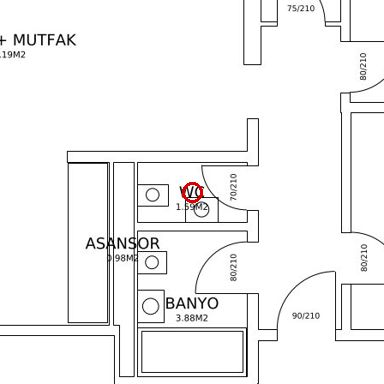 75/210
+ MUTFAK
.19M2
80/210
WC
1.59M2
70/210
ASANSOR
0.98M2
80/210
80/210
BANYO
3.88M2
90/210